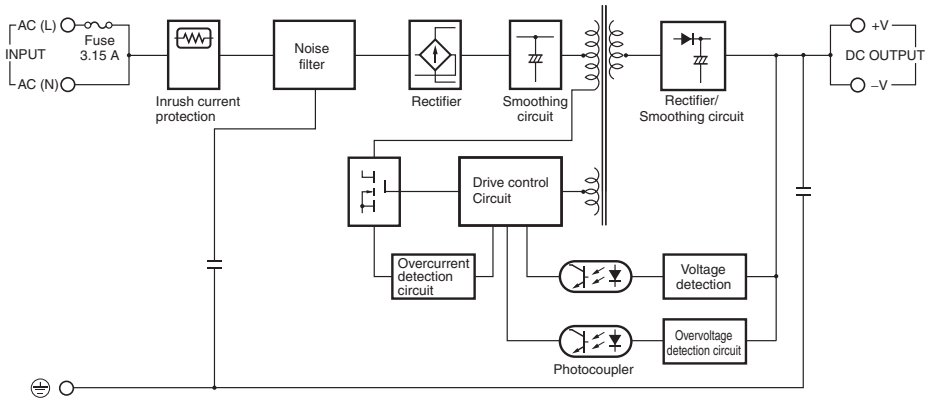 AC (L)
Fuse
3.15 A
INPUT
AC (N)
Inrush current
protection
Noise
filter
Rectifier
Smoothing
circuit
Rectifier/
Smoothing circuit
+V
DC OUTPUT
–V
Drive control
Circuit
Overcurrent
detection
circuit
Voltage
detection
Overvoltage
detection circuit
Photocoupler